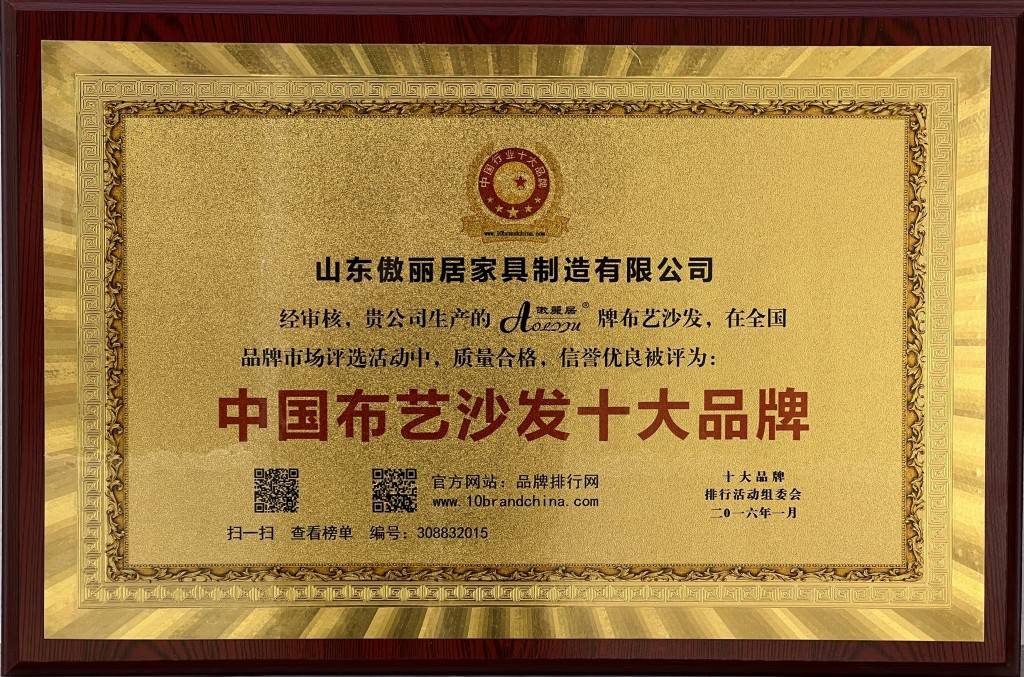 中国行业十大品牌
www.10brandchina.com
山东傲丽居家具制造有限公司
经审核，贵公司生产的 傲麗居® Aoliju 牌布艺沙发，在全国
品牌市场评选活动中，质量合格，信誉优良被评为：
中国布艺沙发十大品牌
官方网站：品牌排行网
www.10brandchina.com
扫一扫 查看榜单 编号：308832015
十大品牌
排行活动组委会
二〇一六年一月